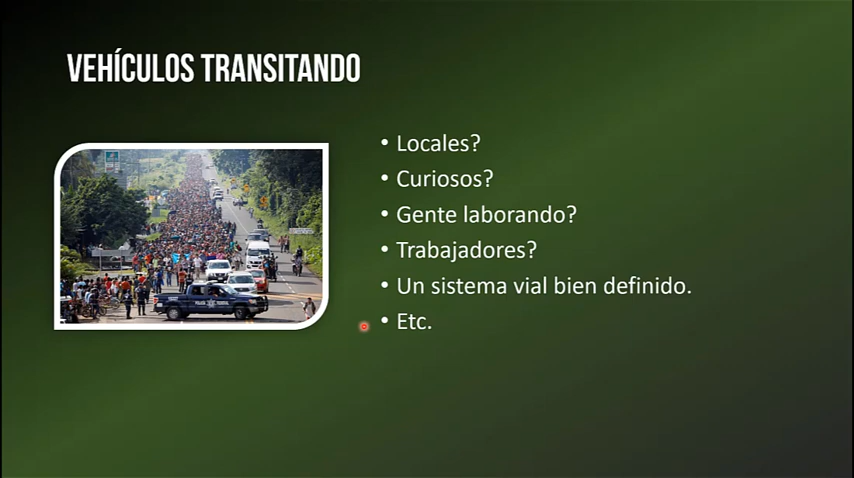 VEHÍCULOS TRANSITANDO
• Locales?
• Curiosos?
• Gente laborando?
• Trabajadores?
• Un sistema vial bien definido.
• Etc.